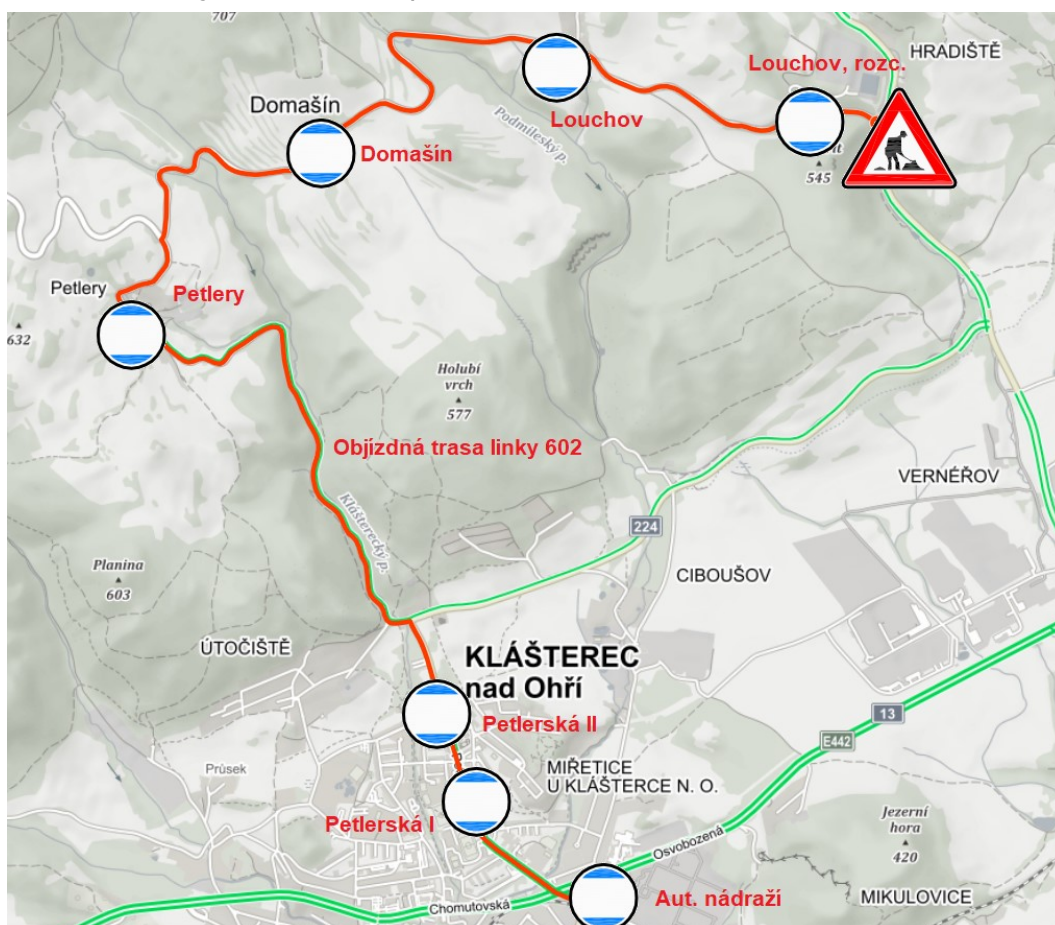 707
HRADIŠTĚ
Louchov, rozc.
Domašín
Louchov
Podmileský p.
Domašín
545
Petlery
Petlery
632
Holubí
vrch
577
Objízdná trasa linky 602
VERNÉŘOV
Klášterecký p.
224
Planina
603
CIBOUŠOV
ÚTOČIŠTĚ
KLÁŠTEREC
nad Ohří
13
Petlerská II
E442
Průsek
MIŘETICE
U KLÁŠTERCE N. O.
Petlerská I
Jezerní
hora
420
Osvobozená
Aut. nádraží
MIKULOVICE
Chomutovská